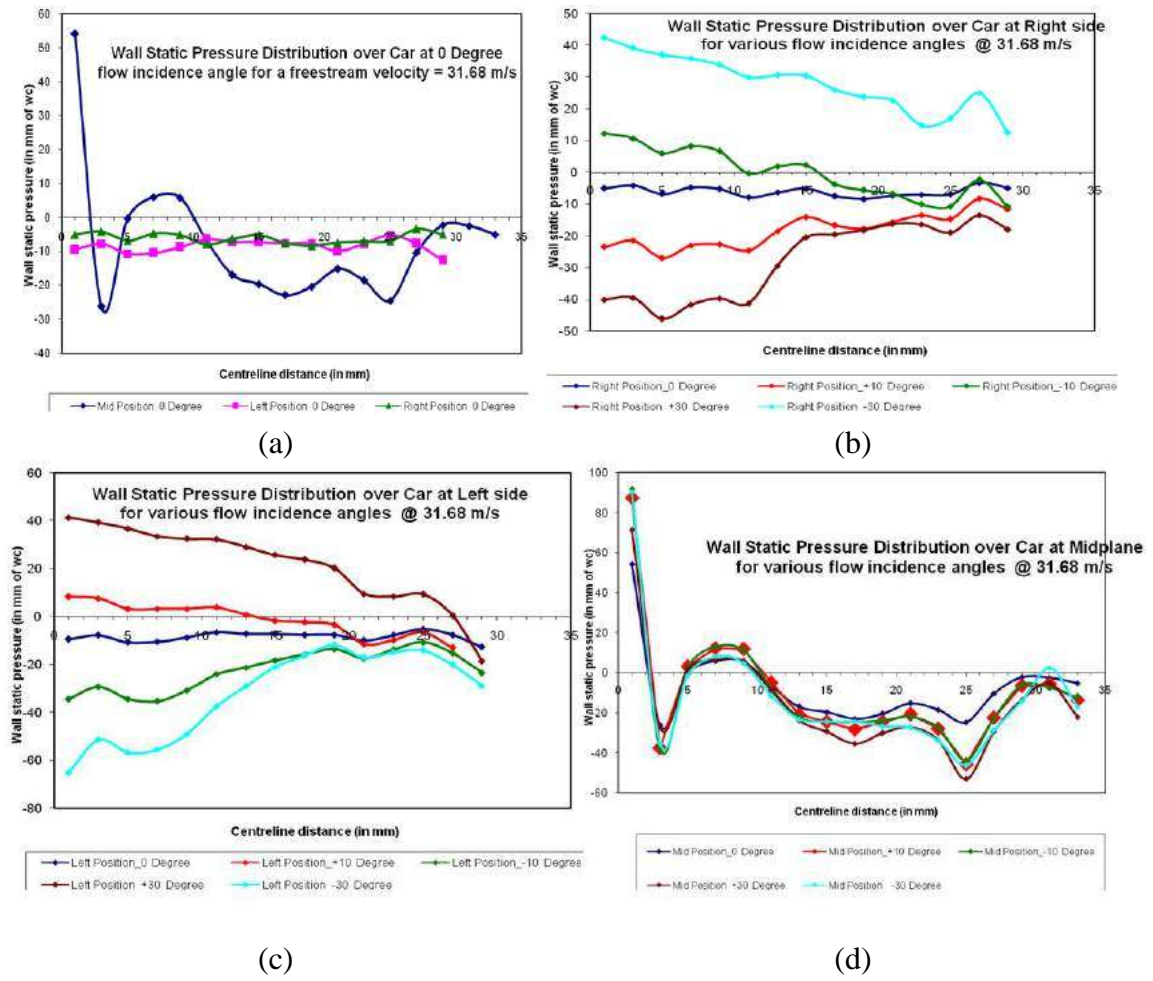 Wall Static Pressure Distribution over Car at 0 Degree
flow incidence angle for a freestream velocity = 31.68 m/s
Wall static pressure (in mm of wc)
60
50
40
30
20
10
0
-10
-20
-30
-40
0 5 10 15 20 25 30 35
Centreline distance (in mm)
Mid Position 0 Degree Left Position 0 Degree Right Position 0 Degree
(a)
Wall Static Pressure Distribution over Car at Right side
for various flow incidence angles @ 31.68 m/s
Wall static pressure (in mm of wc)
50
40
30
20
10
0
-10
-20
-30
-40
-50
0 5 10 15 20 25 30 35
Centreline distance (in mm)
Right Position_0 Degree Right Position_+10 Degree Right Position_-10 Degree
Right Position +30 Degree Right Position -30 Degree
(b)
Wall Static Pressure Distribution over Car at Left side
for various flow incidence angles @ 31.68 m/s
Wall static pressure (in mm of wc)
60
40
20
0
-20
-40
-60
-80
0 5 10 15 20 25 30 35
Centreline distance (in mm)
Left Position_0 Degree Left Position_+10 Degree Left Position_-10 Degree
Left Position +30 Degree Left Position -30 Degree
(c)
Wall Static Pressure Distribution over Car at Midplane
for various flow incidence angles @ 31.68 m/s
Wall static pressure (in mm of wc)
100
80
60
40
20
0
-20
-40
-60
0 5 10 15 20 25 30 35
Centreline distance (in mm)
Mid Position_0 Degree Mid Position_+10 Degree Mid Position_-10 Degree
Mid Position +30 Degree Mid Position -30 Degree
(d)